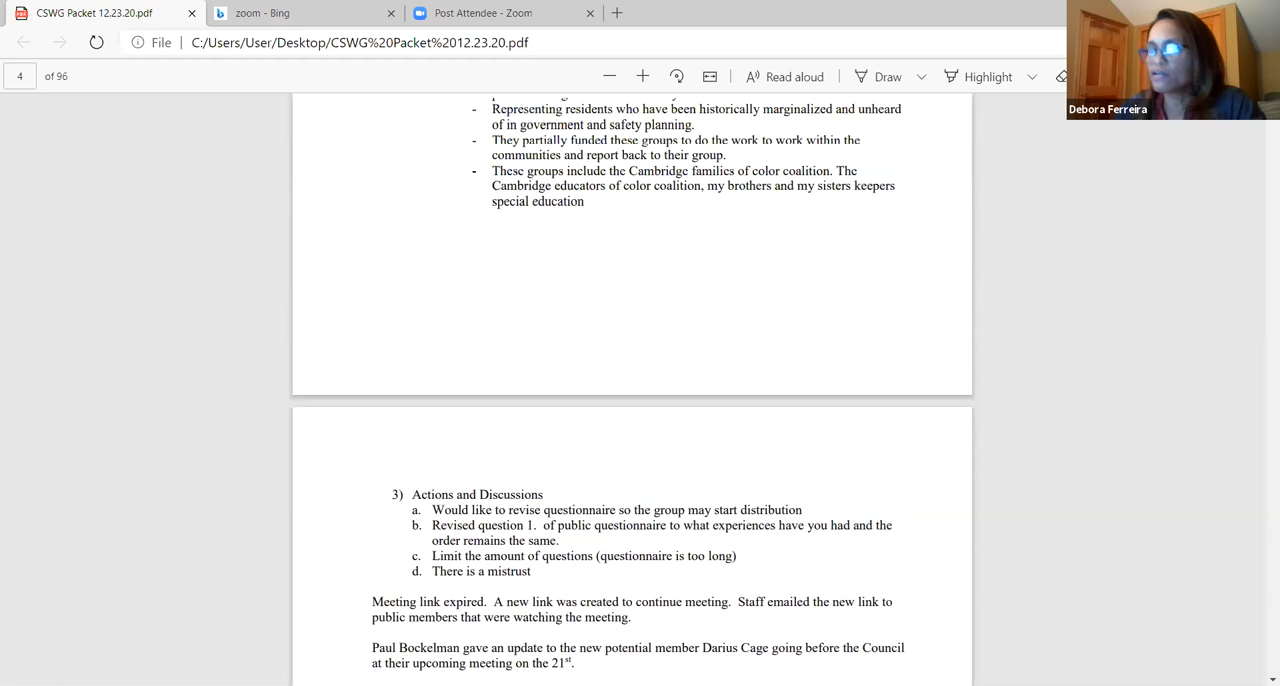 CSWG Packet 12.23.20.pdf
zoom - Bing
Post Attendee - Zoom
File
C:/Users/User/Desktop/CSWG%20Packet%2012.23.20.pdf
4 of 96
Read aloud
Draw
Highlight
Debora Ferreira
- Representing residents who have been historically marginalized and unheard
of in government and safety planning.
- They partially funded these groups to do the work to work within the
communities and report back to their group.
- These groups include the Cambridge families of color coalition. The
Cambridge educators of color coalition, my brothers and my sisters keepers
special education
3) Actions and Discussions
a. Would like to revise questionnaire so the group may start distribution
b. Revised question 1. of public questionnaire to what experiences have you had and the
order remains the same.
c. Limit the amount of questions (questionnaire is too long)
d. There is a mistrust
Meeting link expired. A new link was created to continue meeting. Staff emailed the new link to
public members that were watching the meeting.
Paul Bockelman gave an update to the new potential member Darius Cage going before the Council
at their upcoming meeting on the 21st.